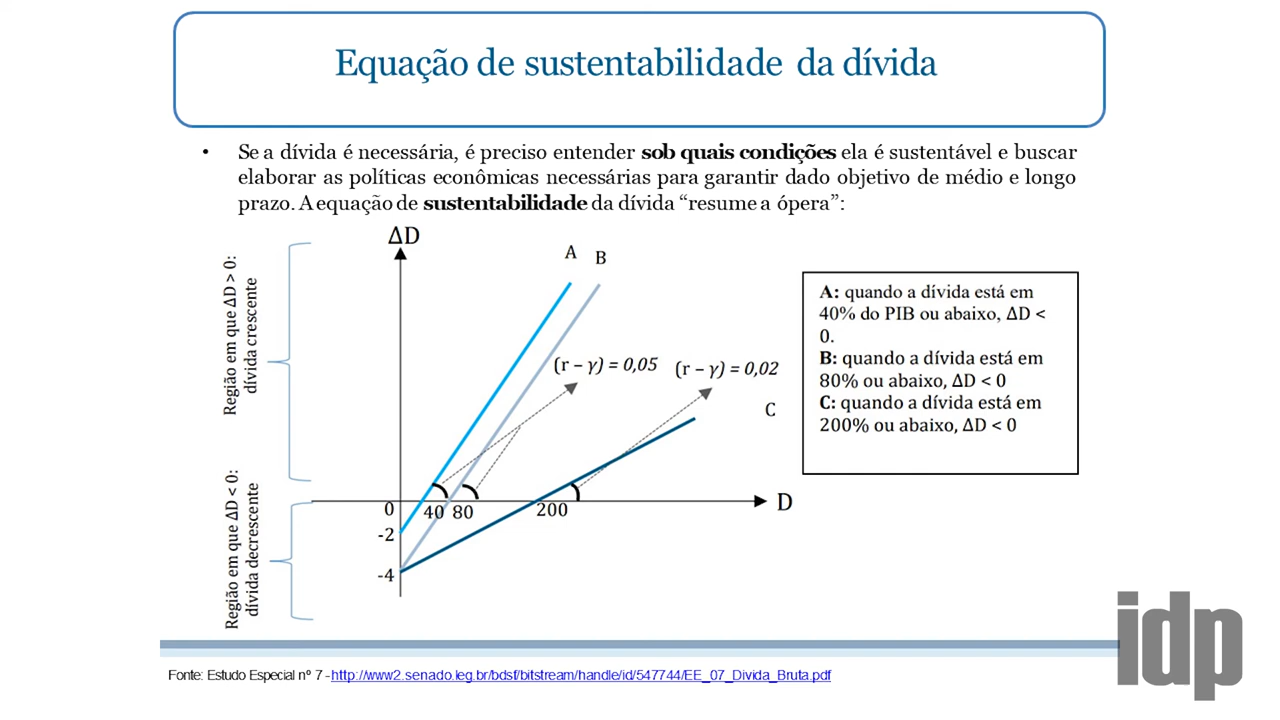 Equação de sustentabilidade da dívida
• Se a dívida é necessária, é preciso entender sob quais condições ela é sustentável e buscar
elaborar as políticas econômicas necessárias para garantir dado objetivo de médio e longo
prazo. A equação de sustentabilidade da dívida “resume a ópera”:
Região em que ΔD > 0:
dívida crescente
Região em que ΔD < 0:
dívida decrescente
ΔD
A
B
(r – γ) = 0,05
(r – γ) = 0,02
C
0
40
80
200
D
-2
-4
A: quando a dívida está em
40% do PIB ou abaixo, ΔD <
0.
B: quando a dívida está em
80% ou abaixo, ΔD < 0
C: quando a dívida está em
200% ou abaixo, ΔD < 0
idp
Fonte: Estudo Especial nº 7 - http://www2.senado.leg.br/bdsf/bitstream/handle/id/547744/EE_07_Divida_Bruta.pdf